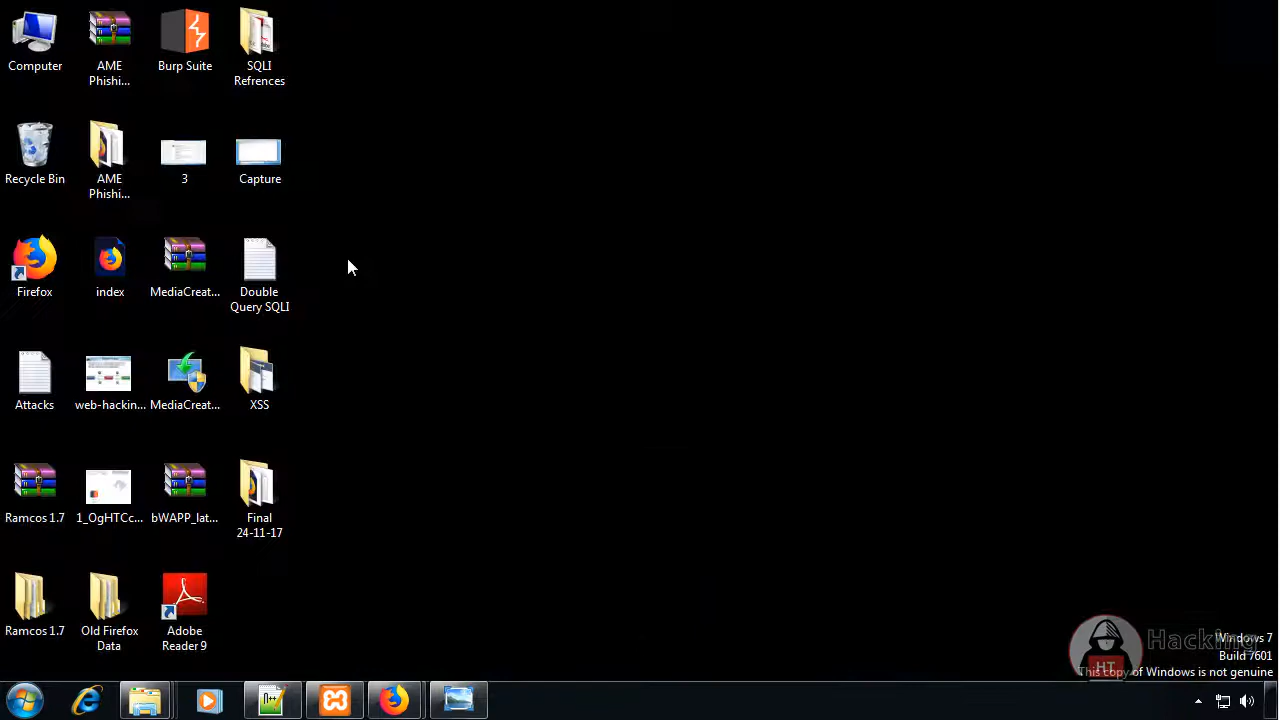 Computer
AME
Phishi...
Burp Suite
SQLI
Refrences
Recycle Bin
AME
Phishi...
3
Capture
Firefox
index
MediaCreat...
Double
Query SQLI
Attacks
web-hackin...
MediaCreat...
XSS
Ramcos 1.7
1_OgHTCc...
bWAPP_lat...
Final
24-11-17
Ramcos 1.7
Old Firefox
Data
Adobe
Reader 9
Hacking
HT
Windows 7
Build 7601
This copy of Windows is not genuine